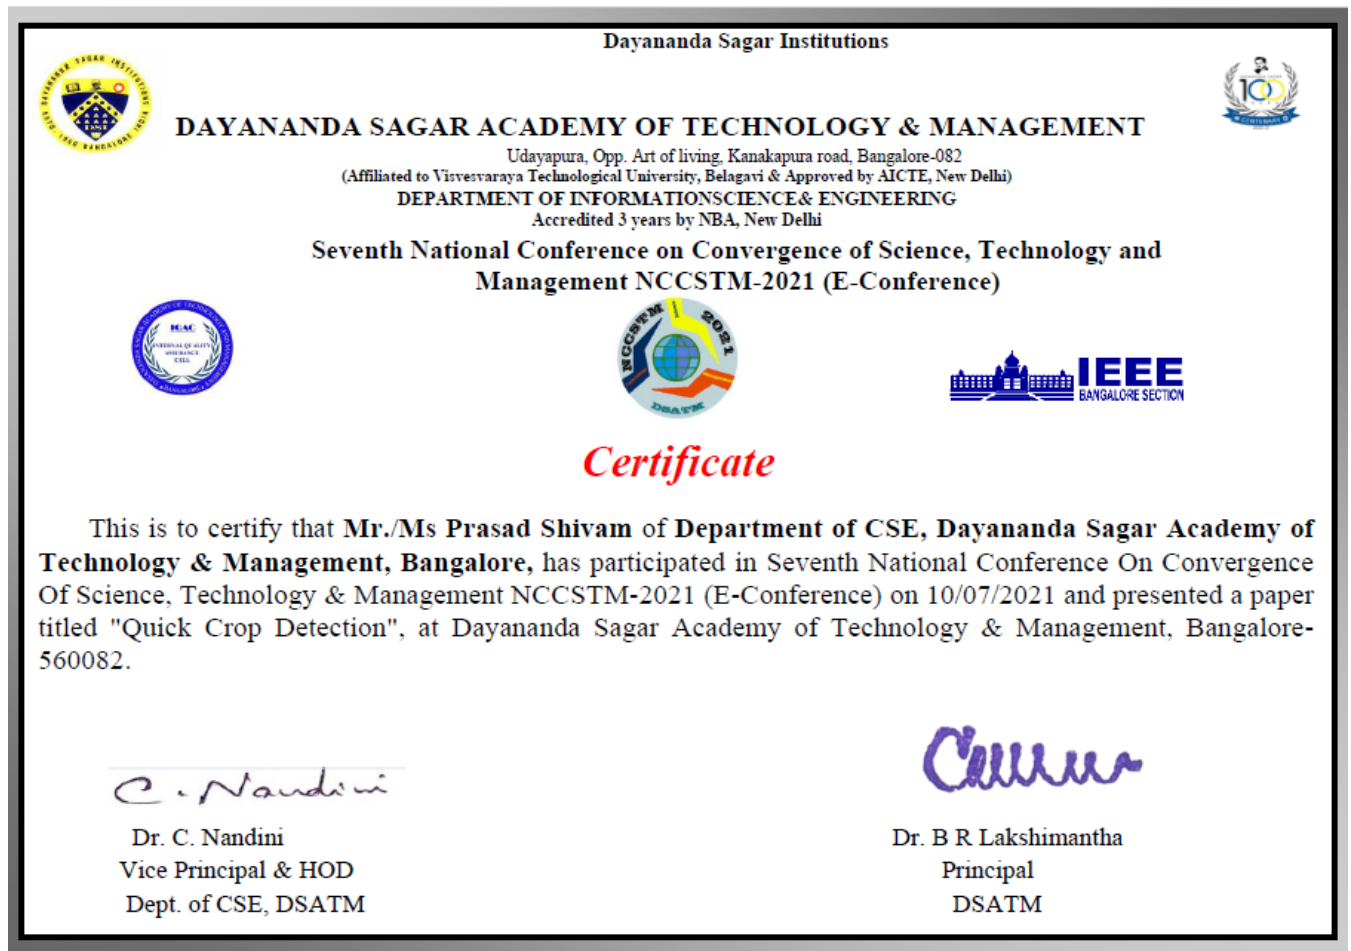 Dayananda Sagar Institutions
DAYANANDA SAGAR ACADEMY OF TECHNOLOGY & MANAGEMENT
Udayapura, Opp. Art of living, Kanakapura road, Bangalore-082
(Affiliated to Visvesvaraya Technological University, Belagavi & Approved by AICTE, New Delhi)
DEPARTMENT OF INFORMATIONSCIENCE& ENGINEERING
Accredited 3 years by NBA, New Delhi
Seventh National Conference on Convergence of Science, Technology and
Management NCCSTM-2021 (E-Conference)
IQAC
INTERNAL QUALITY
ASSURANCE
CELL
NCCSTM 2021
DSATM
IEEE
BANGALORE SECTION
Certificate
This is to certify that Mr./Ms Prasad Shivam of Department of CSE, Dayananda Sagar Academy of
Technology & Management, Bangalore, has participated in Seventh National Conference On Convergence
Of Science, Technology & Management NCCSTM-2021 (E-Conference) on 10/07/2021 and presented a paper
titled "Quick Crop Detection", at Dayananda Sagar Academy of Technology & Management, Bangalore-
560082.
C. Nandini
Dr. C. Nandini
Vice Principal & HOD
Dept. of CSE, DSATM
Dr. B R Lakshimantha
Principal
DSATM